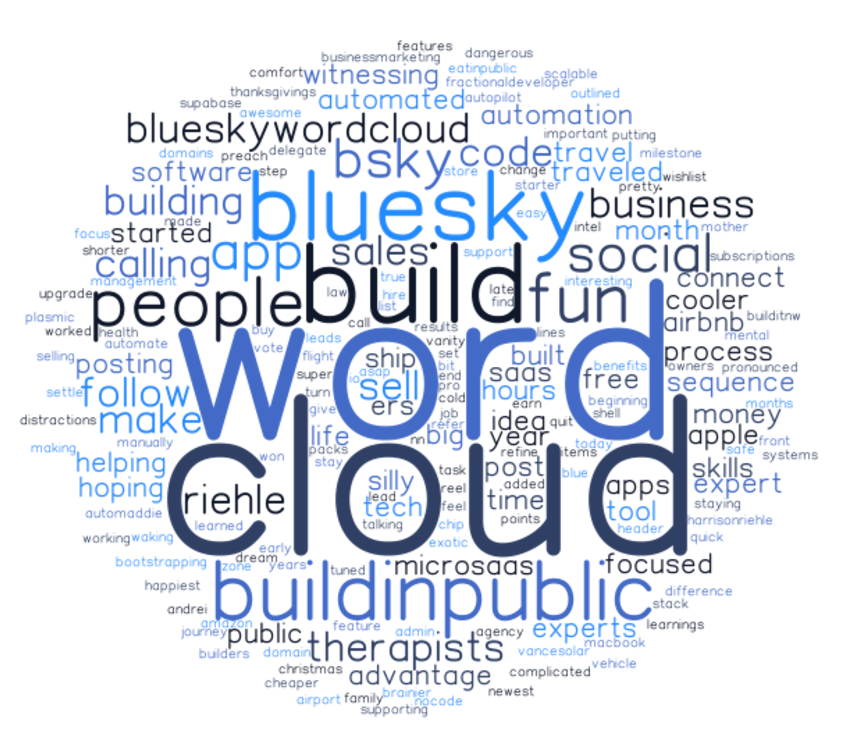 features
businessmarketing dangerous
comfort witnessing eatinpublic scalable
thanksgivings fractionaldeveloper
supabase automated autopilot outlined
awesome automation
blueskywordcloud important putting
domains preach delegate bsky code travel milestone
software step store change traveled wishlist
building bluesky starter pretty
made easy business
focus started intel month mother
shorter app sales support social subscriptions
calling build
management true interesting connect
upgrade people law hire late fun cooler
list find
plasmic airbnb builditnw
worked health call results lines mental
automate buy leads vanity
selling vote flight ship set built process
posting word bit benefits owners pronounced
super io asap end saas free
settle follow turn sell pro hours beginning sequence
cold earn months
distractions make give ers job idea quit shell money
refer
making manually life nn big year today apple front
packs refine items safe systems
helping won stay task post blue skills
hoping silly added apps expert
riehle lead reel time staying
automaddie tech feel tool
learned talking points header harrisonriehle
working waking cloud chip quick
early exotic
bootstrapping zone dream years tuned microsaas focused
happiest buildinpublic difference
andrei stack
amazon feature admin learnings
journey public agency experts
builders domain therapists vancesolar macbook
christmas advantage complicated vehicle
cheaper brainier newest
airport family nocode
supporting